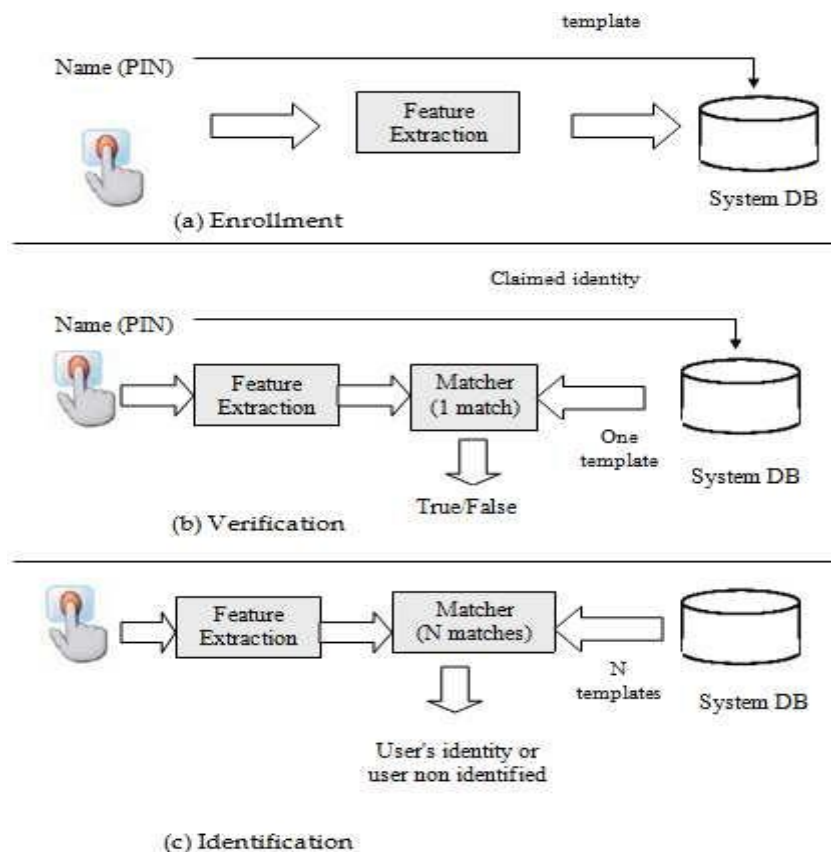 template
Name (PIN)
Feature
Extraction
System DB
(a) Enrollment
Claimed identity
Name (PIN)
Feature
Extraction
Matcher
(1 match)
One
template
System DB
True/False
(b) Verification
Feature
Extraction
Matcher
(N matches)
N
templates
System DB
User's identity or
user non identified
(c) Identification